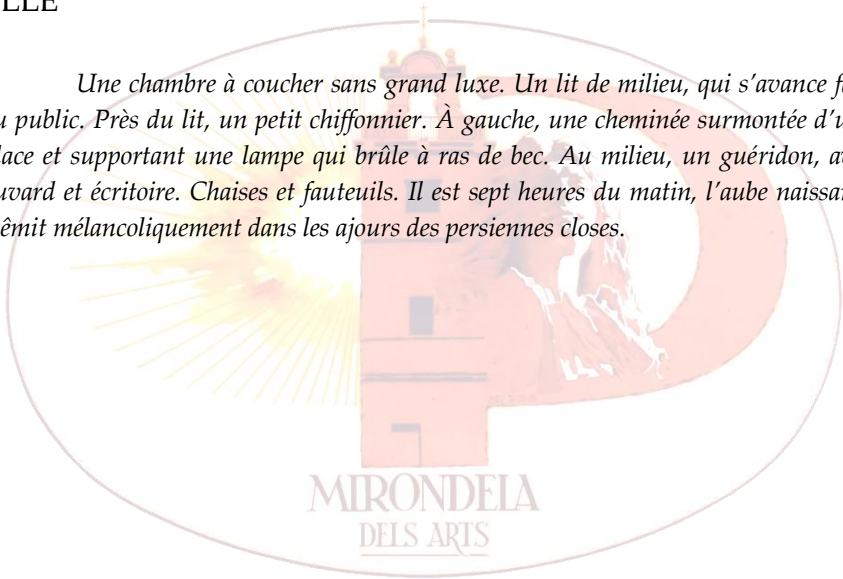 LLE
Une chambre à coucher sans grand luxe. Un lit de milieu, qui s’avance
u public. Près du lit, un petit chiffonnier. À gauche, une cheminée surmontée d’u
lace et supportant une lampe qui brûle à ras de bec. Au milieu, un guéridon, av
uvard et écritoire. Chaises et fauteuils. Il est sept heures du matin, l’aube naissan
lêmit mélancoliquement dans les ajours des persiennes closes.
MIRONDELA
DELS ARTS